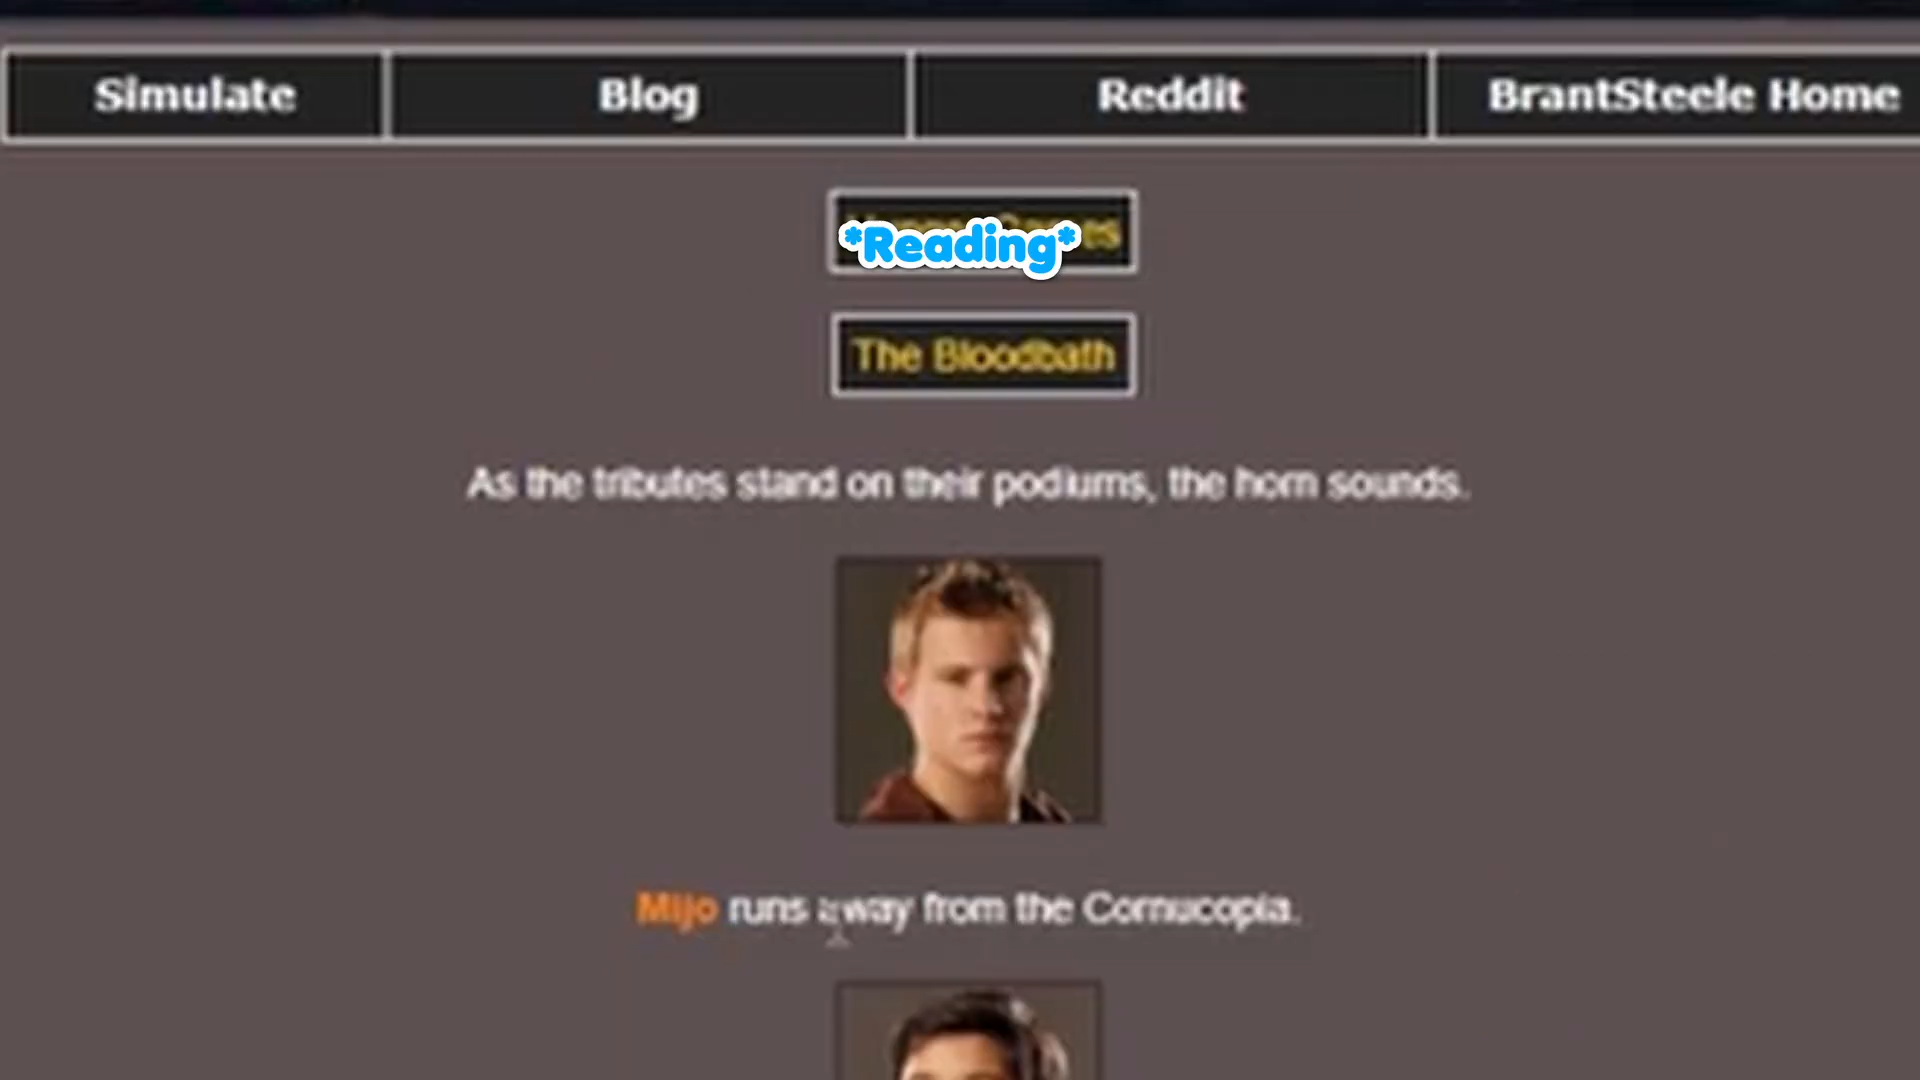 Simulate Blog Reddit BrantSteele Home
*Reading*
The Bloodbath
As the tributes stand on their podiums, the horn sounds.
Mijo runs away from the Cornucopia.